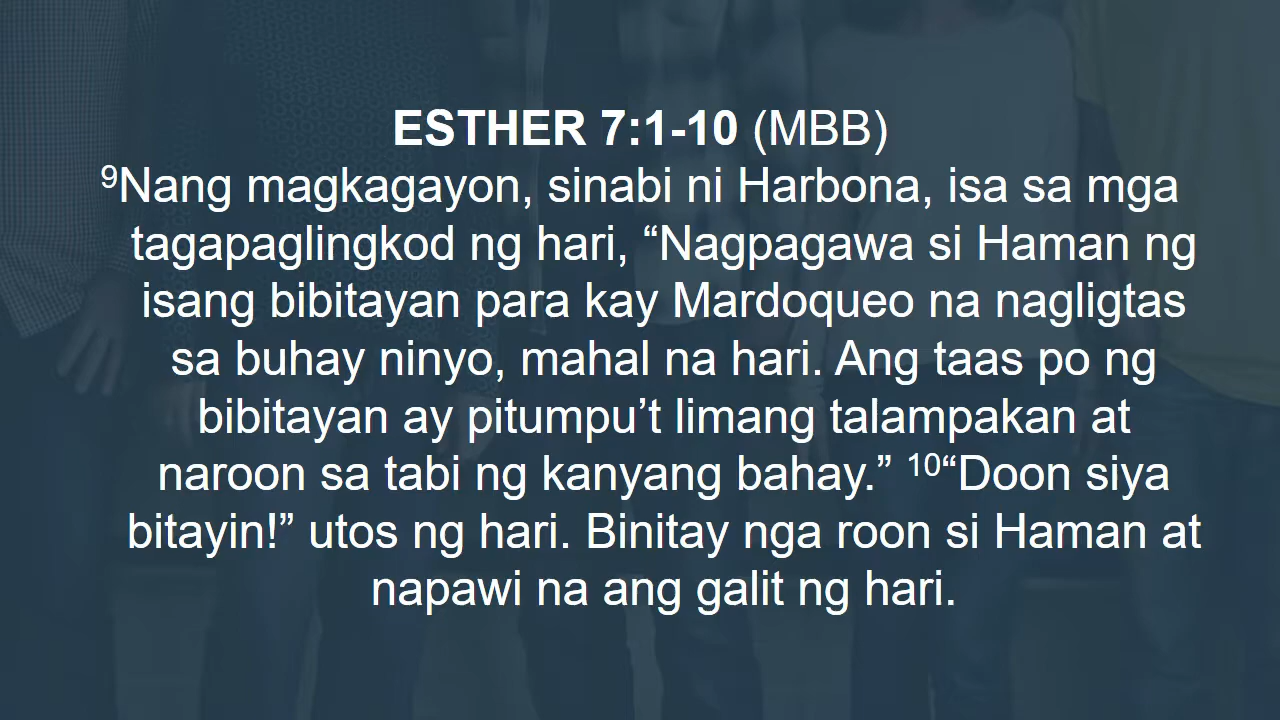 ESTHER 7:1-10 (MBB)
⁹Nang magkagayon, sinabi ni Harbona, isa sa mga
tagapaglingkod ng hari, “Nagpagawa si Haman ng
isang bibitayan para kay Mardoqueo na nagligtas
sa buhay ninyo, mahal na hari. Ang taas po ng
bibitayan ay pitumpu’t limang talampakan at
naroon sa tabi ng kanyang bahay.” ¹⁰“Doon siya
bitayin!” utos ng hari. Binitay nga roon si Haman at
napawi na ang galit ng hari.